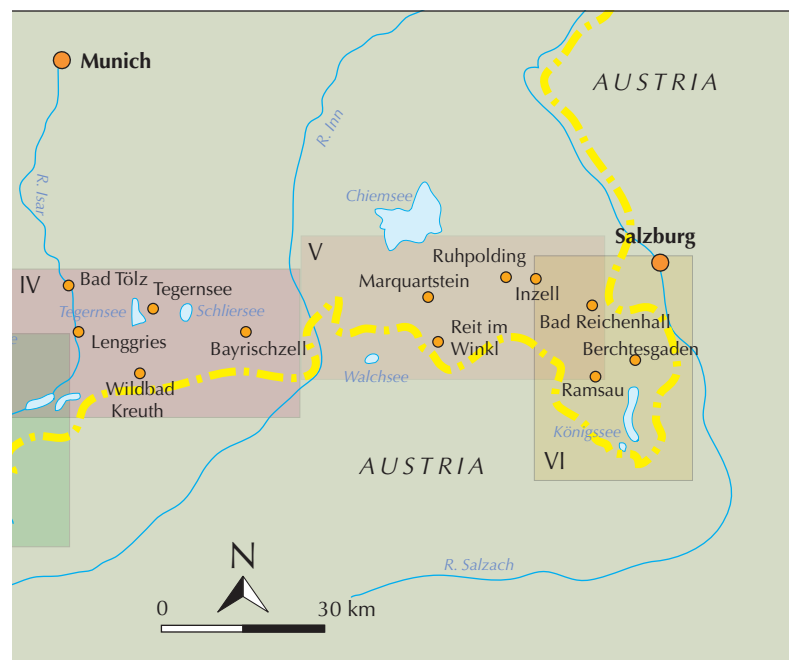 AUSTRIA
Munich
R. Inn
R. Isar
Chiemsee
Salzburg
V
Ruhpolding
IV
Bad Tölz
Marquartstein
Tegernsee
Inzell
Tegernsee
Schliersee
Bad Reichenhall
Reit im
Winkl
Lenggries
Bayrischzell
Berchtesgaden
e
Walchsee
Wildbad
Kreuth
Ramsau
Königssee
AUSTRIA
VI
N
R. Salzach
0
30 km